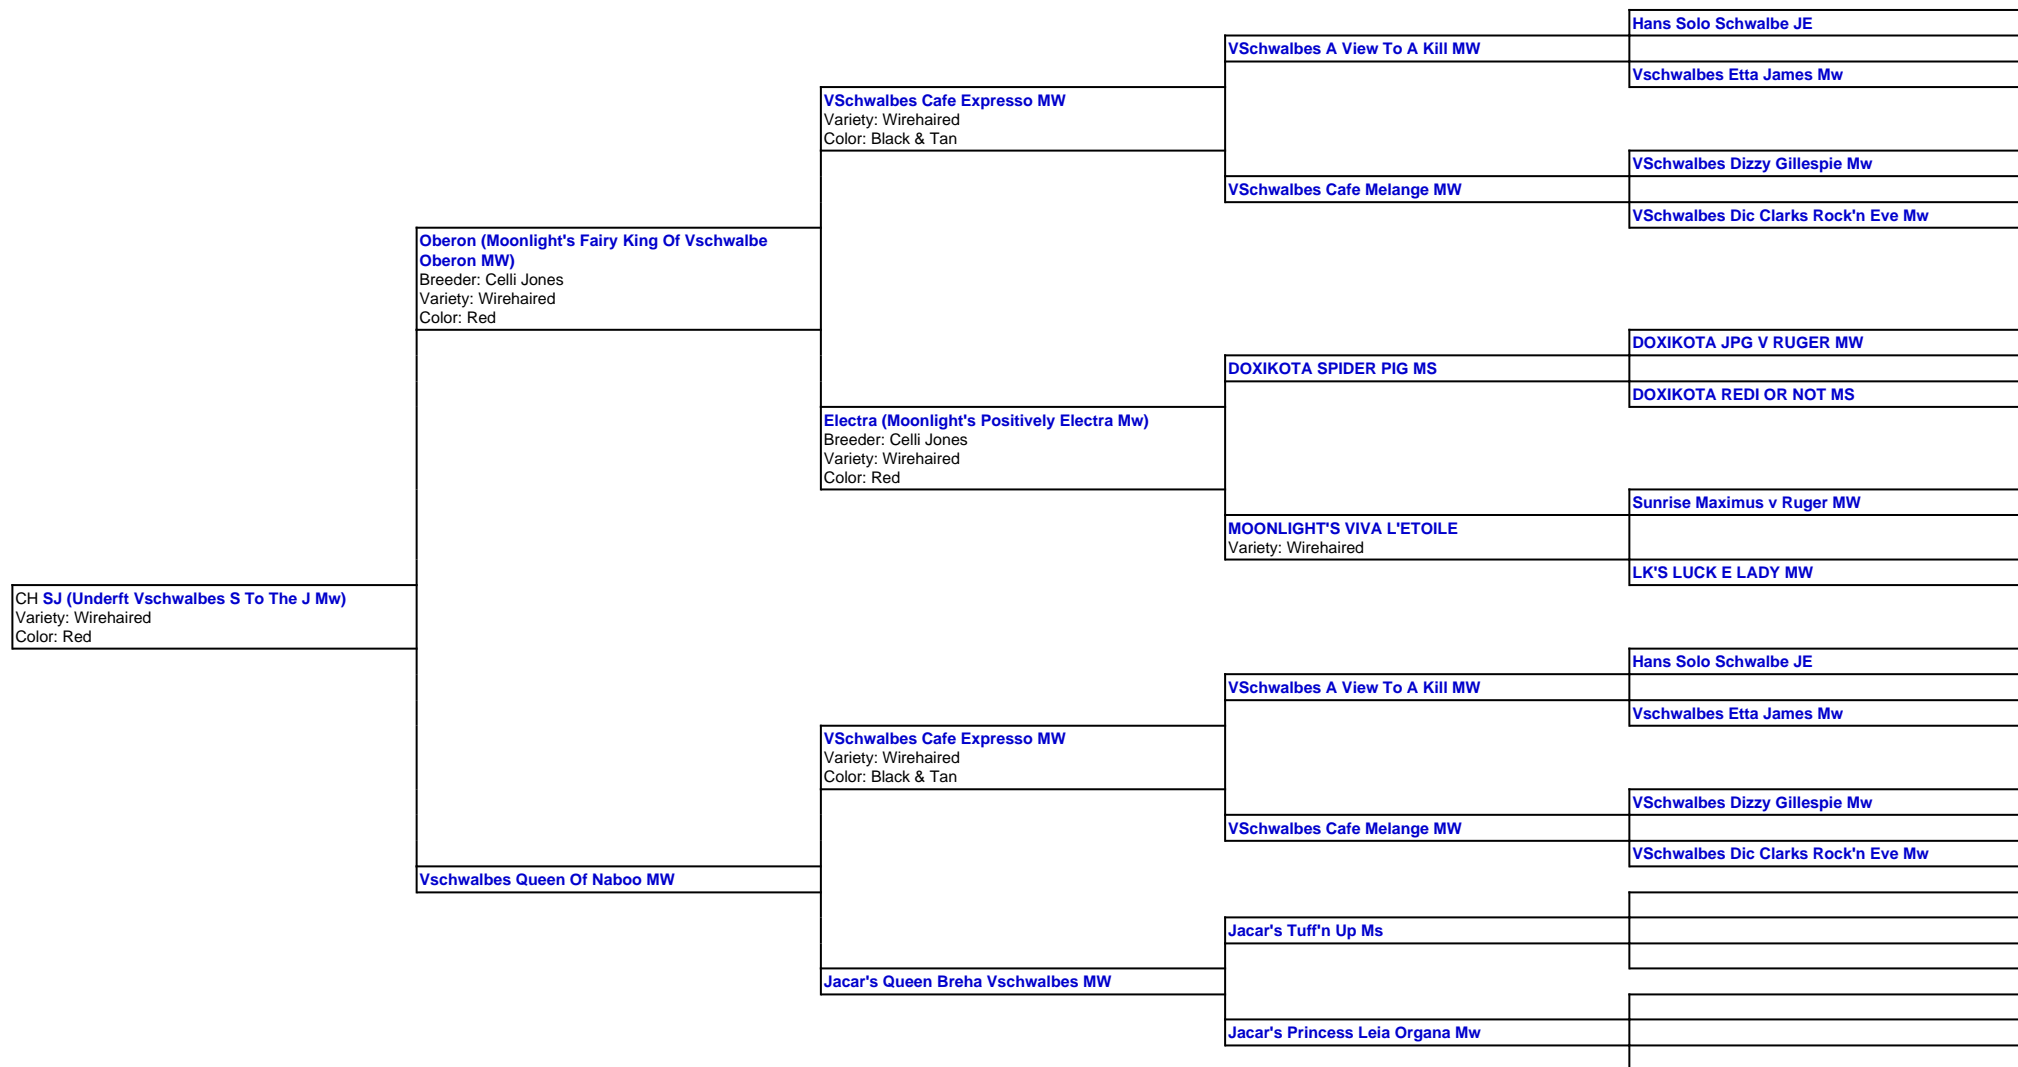 Hans Solo Schwalbe JE
VSchwalbes A View To A Kill MW
Vschwalbes Etta James Mw
VSchwalbes Cafe Expresso MW
Variety: Wirehaired
Color: Black & Tan
VSchwalbes Dizzy Gillespie Mw
VSchwalbes Cafe Melange MW
VSchwalbes Dic Clarks Rock'n Eve Mw
Oberon (Moonlight's Fairy King Of Vschwalbe
Oberon MW)
Breeder: Celli Jones
Variety: Wirehaired
Color: Red
DOXIKOTA JPG V RUGER MW
DOXIKOTA SPIDER PIG MS
DOXIKOTA REDI OR NOT MS
Electra (Moonlight's Positively Electra Mw)
Breeder: Celli Jones
Variety: Wirehaired
Color: Red
Sunrise Maximus v Ruger MW
MOONLIGHT'S VIVA L'ETOILE
Variety: Wirehaired
LK'S LUCK E LADY MW
CH SJ (Underft Vschwalbes S To The J Mw)
Variety: Wirehaired
Color: Red
Hans Solo Schwalbe JE
VSchwalbes A View To A Kill MW
Vschwalbes Etta James Mw
VSchwalbes Cafe Expresso MW
Variety: Wirehaired
Color: Black & Tan
VSchwalbes Dizzy Gillespie Mw
VSchwalbes Cafe Melange MW
VSchwalbes Dic Clarks Rock'n Eve Mw
Vschwalbes Queen Of Naboo MW
Jacar's Tuff'n Up Ms
Jacar's Queen Breha Vschwalbes MW
Jacar's Princess Leia Organa Mw